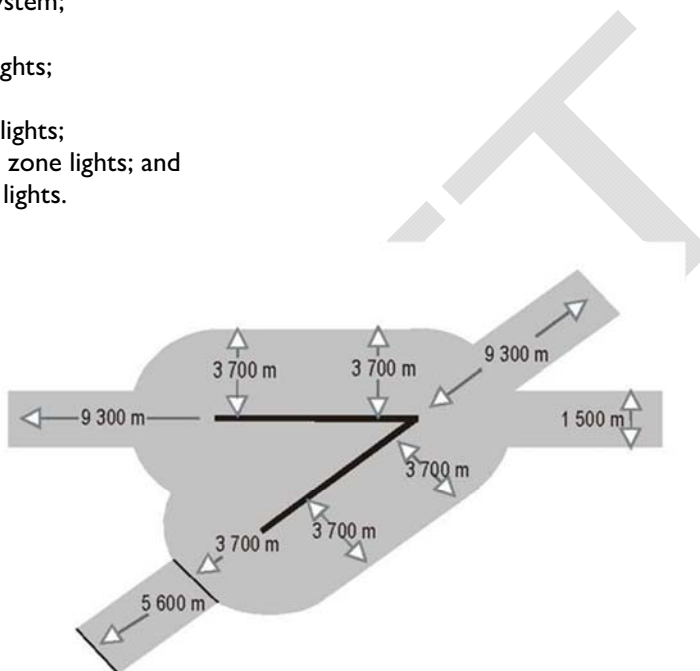 ystem;
ghts;
lights;
zone lights; and
lights.
3 700 m
3 700 m
9 300 m
9 300 m
1 500 m
3 700 m
3 700 m
3 700 m
5 600 m